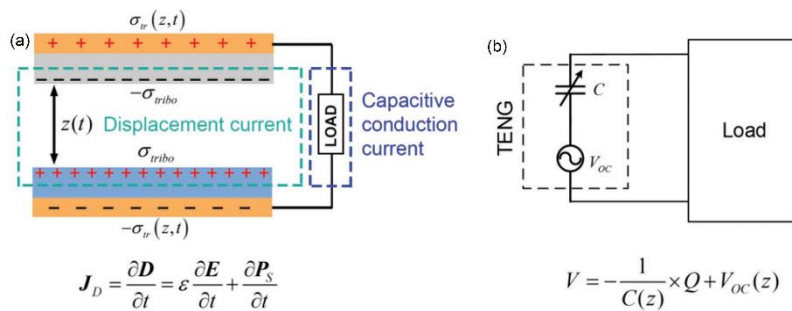 (a)
σ_tr(z,t)
+ + + + + + + +
−σ_tribo
z(t)
Displacement current
σ_tribo
−σ_tr(z,t)
LOAD
Capacitive
conduction
current
J_D = ∂D/∂t = ε ∂E/∂t + ∂P_S/∂t
(b)
TENG
C
V_OC
Load
V = −1/C(z) × Q + V_OC(z)